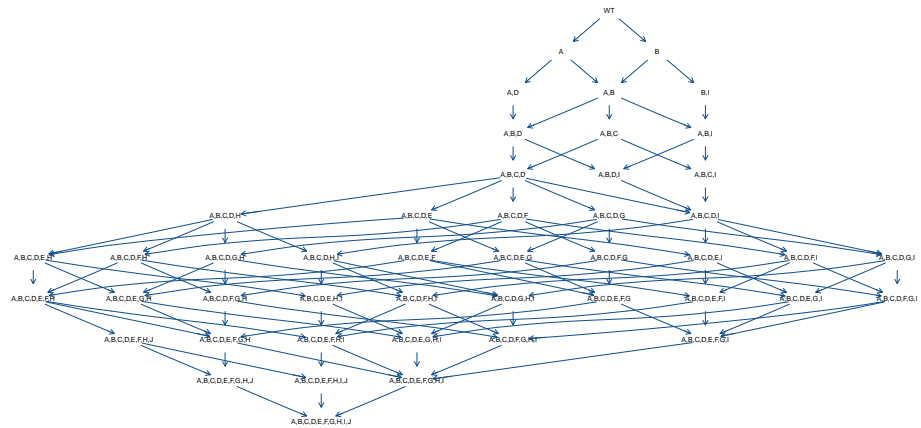 WT
A
B
A,D
A,B
B,I
A,B,D
A,B,C
A,B,I
A,B,C,D
A,B,D,I
A,B,C,I
A,B,C,D,H
A,B,C,D,E
A,B,C,D,F
A,B,C,D,G
A,B,C,D,I
A,B,C,D,E,H
A,B,C,D,F,H
A,B,C,D,G,H
A,B,C,D,H,I
A,B,C,D,E,F
A,B,C,D,E,G
A,B,C,D,F,G
A,B,C,D,E,I
A,B,C,D,F,I
A,B,C,D,G,I
A,B,C,D,E,F,H
A,B,C,D,E,G,H
A,B,C,D,F,G,H
A,B,C,D,E,H,I
A,B,C,D,F,H,I
A,B,C,D,G,H,I
A,B,C,D,E,F,G
A,B,C,D,E,F,I
A,B,C,D,E,G,I
A,B,C,D,F,G,I
A,B,C,D,E,F,H,J
A,B,C,D,E,F,G,H
A,B,C,D,E,F,H,I
A,B,C,D,E,G,H,I
A,B,C,D,F,G,H,I
A,B,C,D,E,F,G,I
A,B,C,D,E,F,G,H,J
A,B,C,D,E,F,H,I,J
A,B,C,D,E,F,G,H,I
A,B,C,D,E,F,G,H,I,J